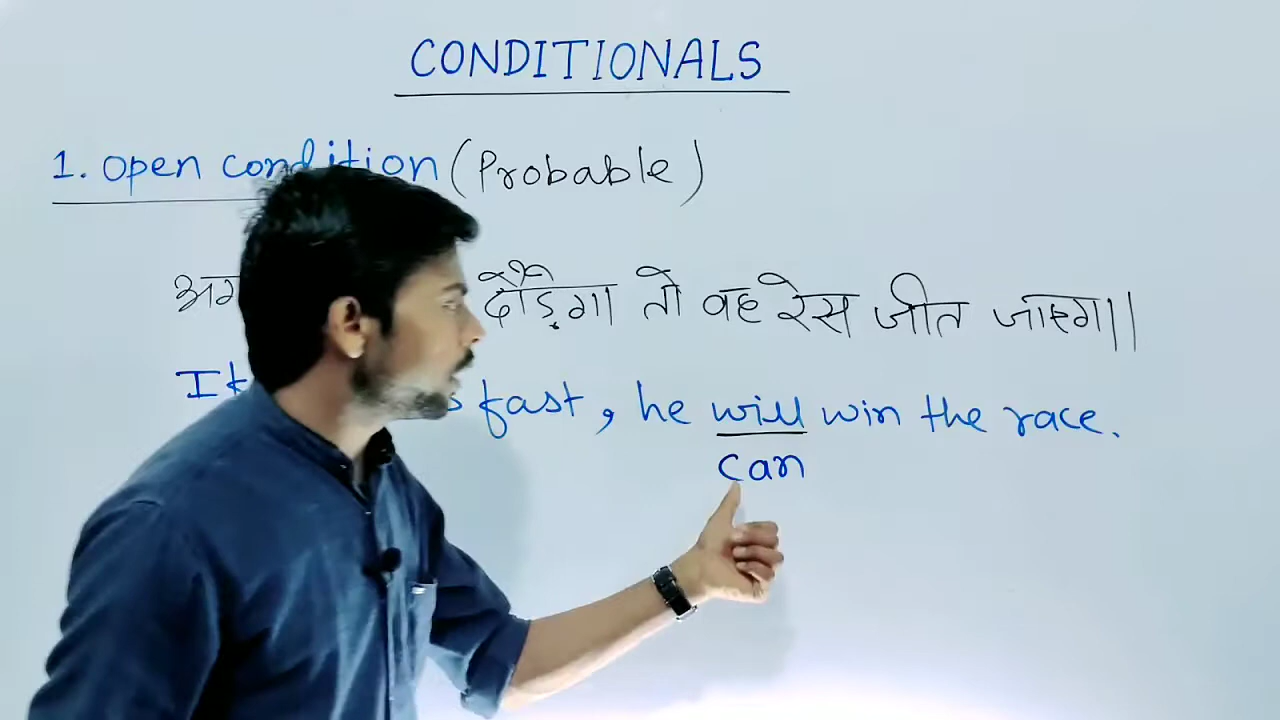 CONDITIONALS
1. Open condition (Probable)
दौड़ेगा तो वह रेस जीत जाएगा।
fast, he will win the race.
can